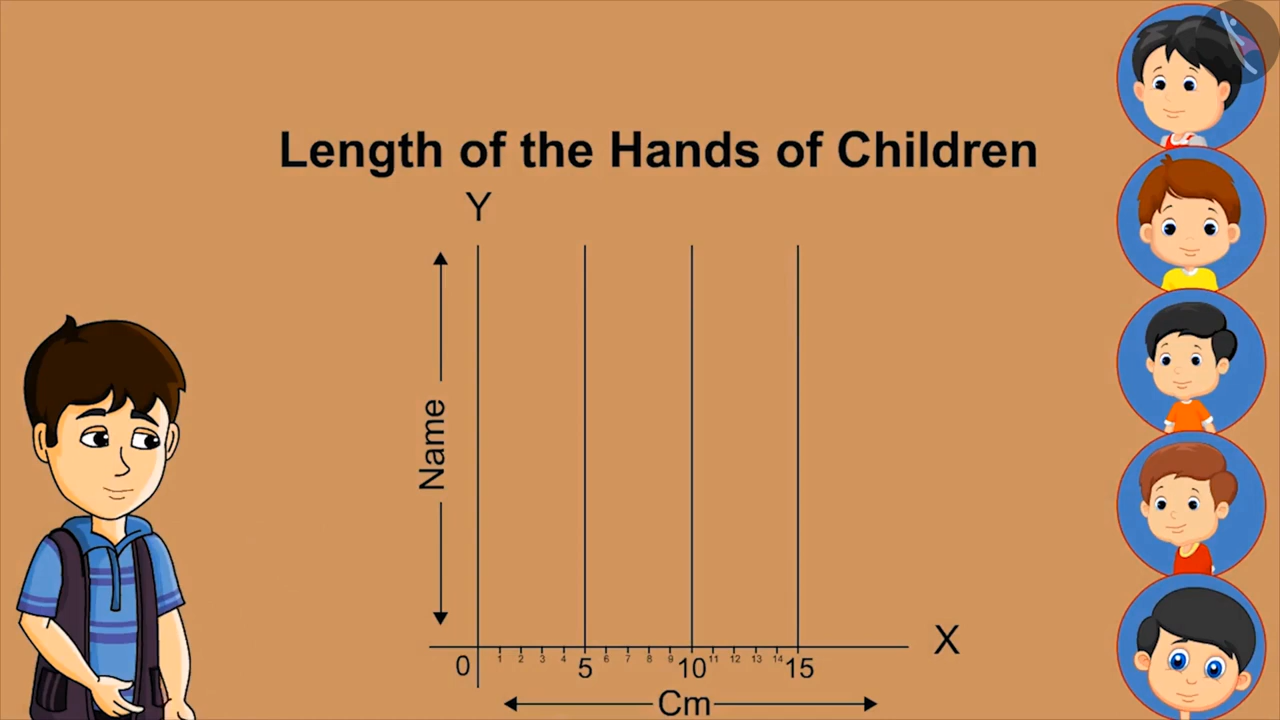 Length of the Hands of Children
Y
Name
X
0 1 2 3 4 5 6 7 8 9 10 11 12 13 14 15
Cm